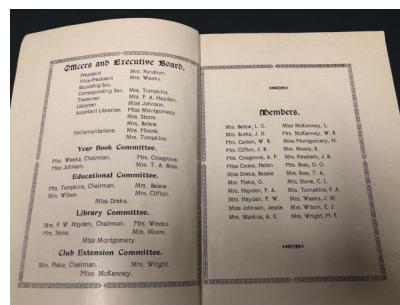 Officers and Executive Board.
President Mrs. Pendrom.
Vice-President Mrs. Weeks.
Recording Sec.
Corresponding Sec. Mrs. Tompkins.
Treasurer Mrs. F. A. Hayden.
Librarian Miss Johnson.
Assistant Librarian Miss Montgomery.
Mrs. Stone.
Mrs. Belew.
Parliamentarians Mrs. Moore.
Mrs. Tompkins.
Year Book Committee.
Mrs. Weeks, Chairman. Mrs. Cosgrove.
Miss Johnson. Mrs. T. A. Ross.
Educational Committee.
Mrs. Tompkins, Chairman. Mrs. Belew.
Mrs. Wilson. Mrs. Clifton.
Miss Drake.
Library Committee.
Mrs. F. W. Hayden, Chairman. Mrs. Weeks.
Mrs. Stone. Mrs. Moore.
Miss Montgomery.
Club Extension Committee.
Mrs. Flake, Chairman. Mrs. Wright.
Miss McKenney.
Members.
Mrs. Belew, L. G. Miss McKenney, L.
Mrs. Burks, J. D. Mrs. McKenney, W. B.
Mrs. Carson, W. B. Miss Montgomery, H.
Mrs. Clifton, J. B. Mrs. Moore, B.
Mrs. Cosgrove, A. P. Mrs. Pendrom, J. B.
Miss Cooke, Helen Mrs. Ross, O. O.
Miss Drake, Bessie Mrs. Ross, T. A.
Mrs. Flake, O. Mrs. Stone, C. L.
Mrs. Hayden, F. A. Mrs. Tompkins, F. A.
Mrs. Hayden, F. W. Mrs. Weeks, J. M.
Miss Johnson, Jessie Mrs. Wilson, E. J.
Mrs. Markus, A. E. Mrs. Wright, M. E.